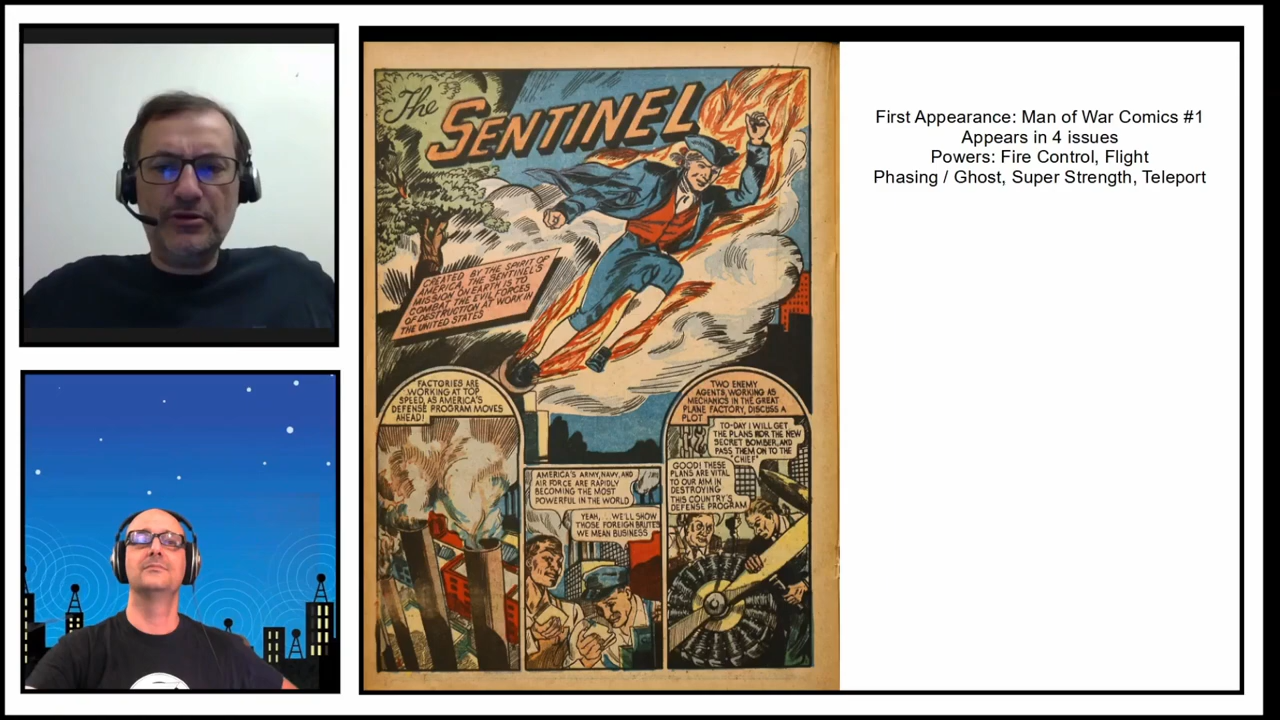 The
SENTINEL
CREATED BY THE SPIRIT OF
AMERICA, THE SENTINEL'S
MISSION ON EARTH IS TO
COMBAT THE EVIL FORCES
OF DESTRUCTION AT WORK IN
THE UNITED STATES
FACTORIES ARE
WORKING AT TOP
SPEED, AS AMERICA'S
DEFENSE PROGRAM MOVES
AHEAD!
AMERICA'S ARMY, NAVY, AND
AIR FORCE ARE RAPIDLY
BECOMING THE MOST
POWERFUL IN THE WORLD
YEAH, ... WE'LL SHOW
THOSE FOREIGN BRUTES
WE MEAN BUSINESS
TWO ENEMY
AGENTS, WORKING AS
MECHANICS IN THE GREAT
PLANE FACTORY, DISCUSS A
PLOT
TO-DAY I WILL GET
THE PLANS FOR THE NEW
SECRET BOMBER, AND
PASS THEM ON TO THE
"CHIEF"
GOOD! THESE
PLANS ARE VITAL
TO OUR AIM IN
DESTROYING
THIS COUNTRY'S
DEFENSE PROGRAM
First Appearance: Man of War Comics #1
Appears in 4 issues
Powers: Fire Control, Flight
Phasing / Ghost, Super Strength, Teleport